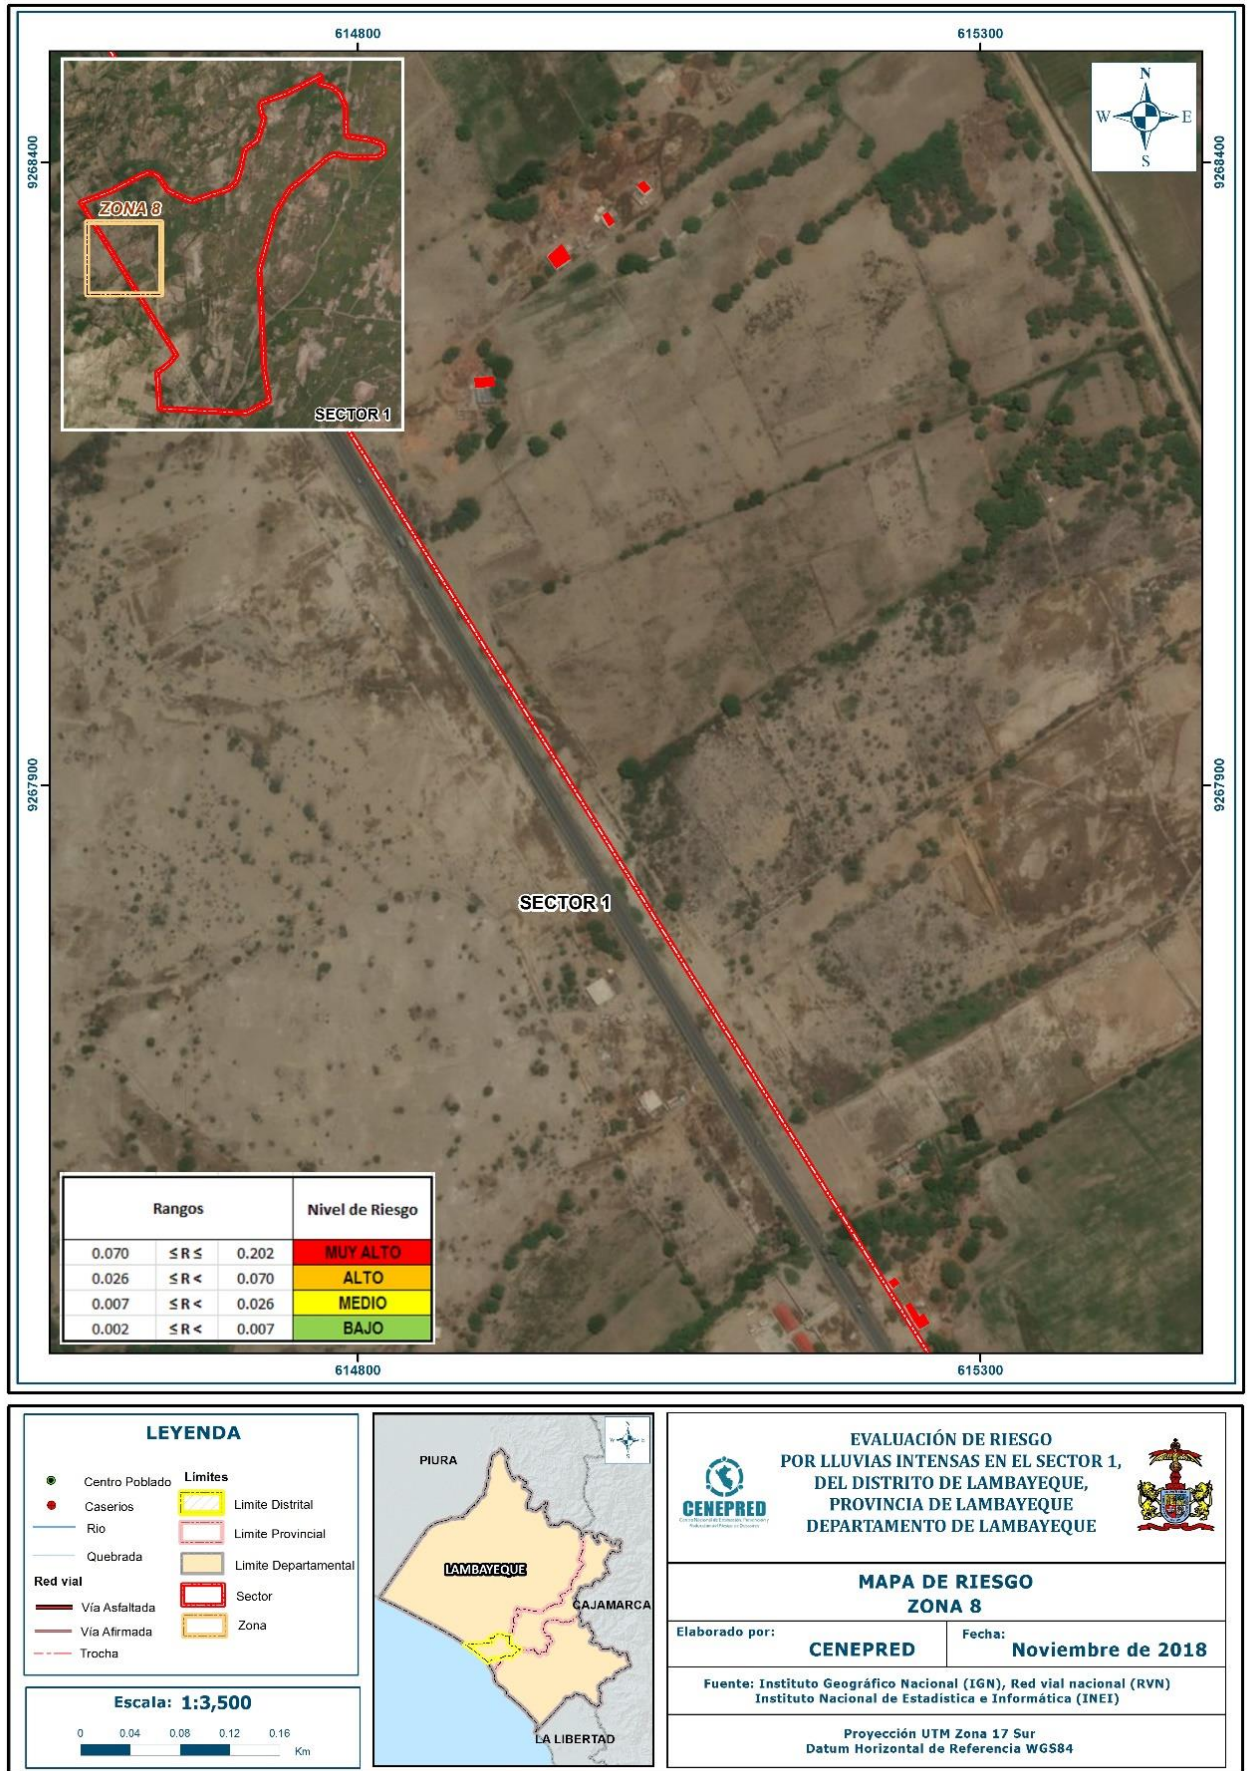 614800
615300
9268400
9268400
N
W
E
S
ZONA 8
SECTOR 1
9267900
9267900
SECTOR 1
Rangos
Nivel de Riesgo
0.070 ≤ R ≤ 0.202 MUY ALTO
0.026 ≤ R < 0.070 ALTO
0.007 ≤ R < 0.026 MEDIO
0.002 ≤ R < 0.007 BAJO
614800
615300
LEYENDA
Centro Poblado
Caserios
Rio
Quebrada
Red vial
Vía Asfaltada
Vía Afirmada
Trocha
Límites
Limite Distrital
Limite Provincial
Limite Departamental
Sector
Zona
Escala: 1:3,500
0 0.04 0.08 0.12 0.16
Km
PIURA
LAMBAYEQUE
CAJAMARCA
LA LIBERTAD
CENEPRED
EVALUACIÓN DE RIESGO
POR LLUVIAS INTENSAS EN EL SECTOR 1,
DEL DISTRITO DE LAMBAYEQUE,
PROVINCIA DE LAMBAYEQUE
DEPARTAMENTO DE LAMBAYEQUE
MAPA DE RIESGO
ZONA 8
Elaborado por:
CENEPRED
Fecha:
Noviembre de 2018
Fuente: Instituto Geográfico Nacional (IGN), Red vial nacional (RVN)
Instituto Nacional de Estadística e Informática (INEI)
Proyección UTM Zona 17 Sur
Datum Horizontal de Referencia WGS84